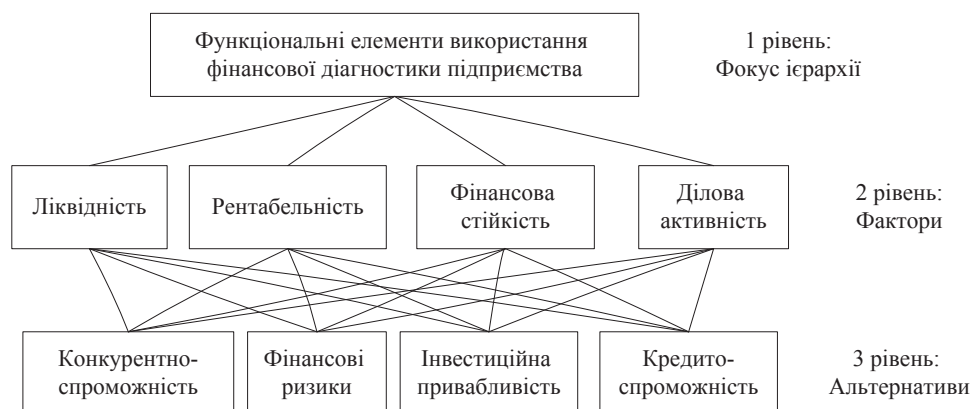 Функціональні елементи використання
фінансової діагностики підприємства
1 рівень:
Фокус ієрархії
Ліквідність
Рентабельність
Фінансова
стійкість
Ділова
активність
2 рівень:
Фактори
Конкурентно-
спроможність
Фінансові
ризики
Інвестиційна
привабливість
Кредито-
спроможність
3 рівень:
Альтернативи